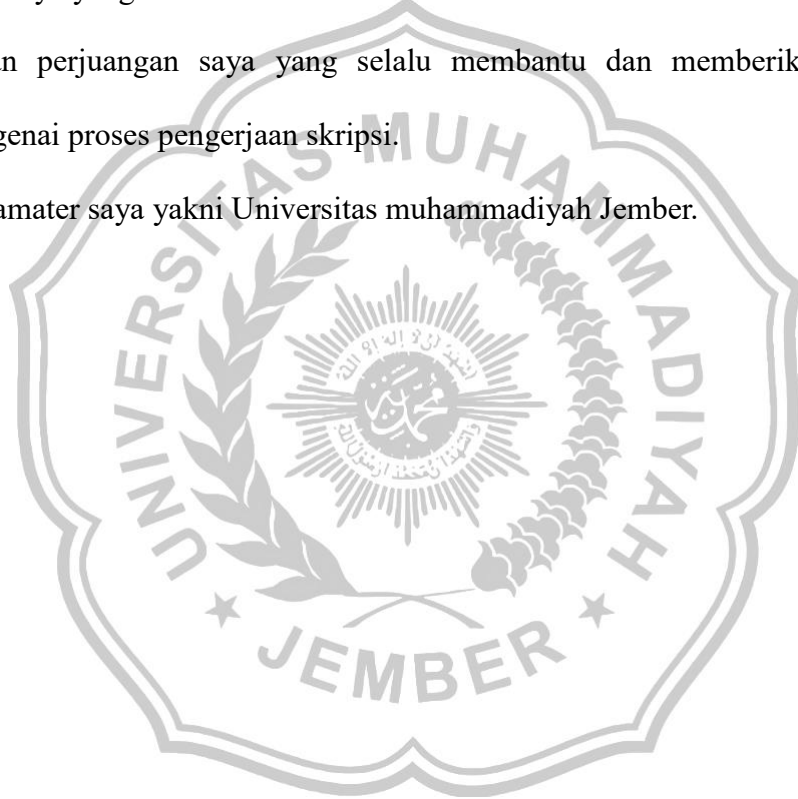 an perjuangan saya yang selalu membantu dan memberik
genai proses pengerjaan skripsi.
amater saya yakni Universitas muhammadiyah Jember.
UNIVERSITAS MUHAMMADIYAH
JEMBER